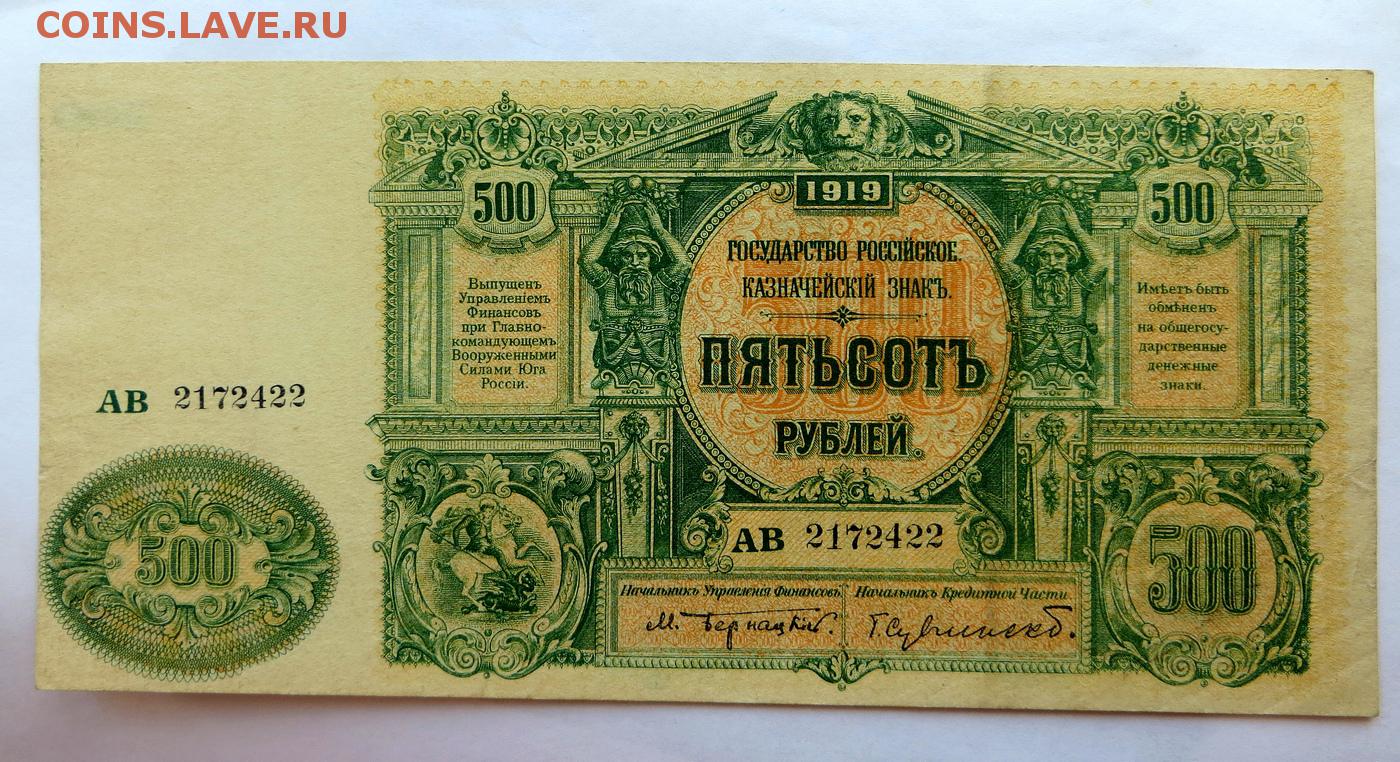 COINS.LAVE.RU
500
1919
500
ГОСУДАРСТВО РОССІЙСКОЕ.
КАЗНАЧЕЙСКІЙ ЗНАКЪ.
500
ПЯТЬСОТЪ
РУБЛЕЙ.
Выпущенъ
Управленіемъ
Финансовъ
при Главно-
командующемъ
Вооруженными
Силами Юга
Россіи.
Имѣетъ быть
обмѣненъ
на общегосу-
дарственные
денежные
знаки.
АВ 2172422
500
АВ 2172422
Начальникъ Управленія Финансовъ
М. Бернацкій.
Начальникъ Кредитной Части.
500